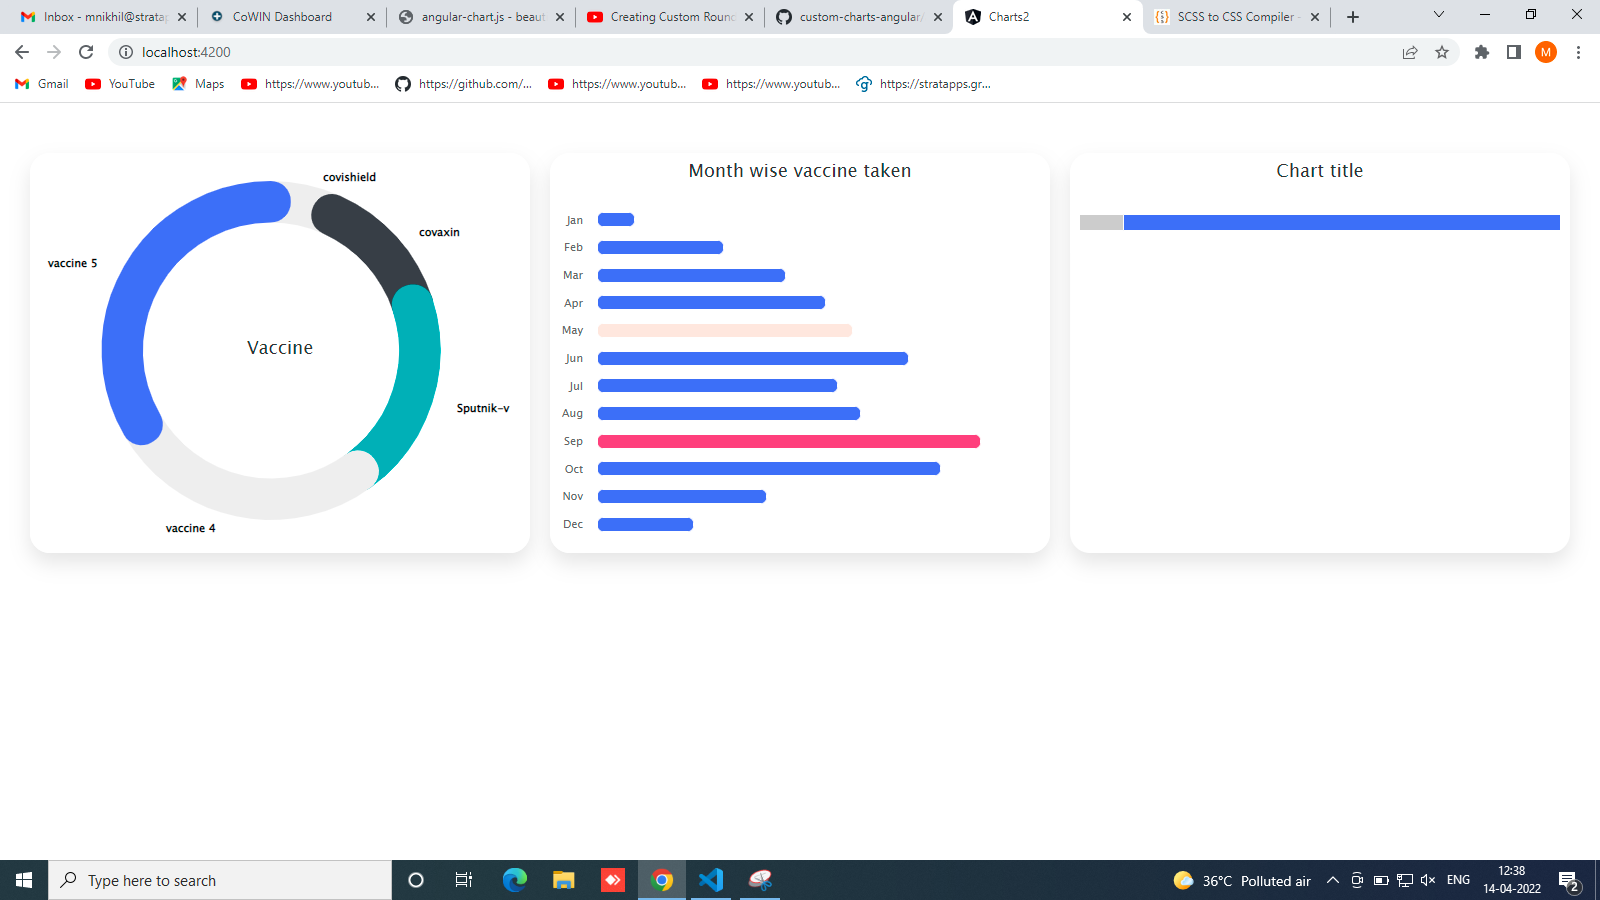 Inbox - mnikhil@stratap
CoWIN Dashboard
angular-chart.js - beaut
Creating Custom Round
custom-charts-angular/
Charts2
SCSS to CSS Compiler -
localhost:4200
M
Gmail
YouTube
Maps
https://www.youtub...
https://github.com/...
https://www.youtub...
https://www.youtub...
https://stratapps.gr...
covishield
covaxin
vaccine 5
Vaccine
Sputnik-v
vaccine 4
Month wise vaccine taken
Jan
Feb
Mar
Apr
May
Jun
Jul
Aug
Sep
Oct
Nov
Dec
Chart title
Type here to search
36°C Polluted air
ENG
12:38
14-04-2022
2